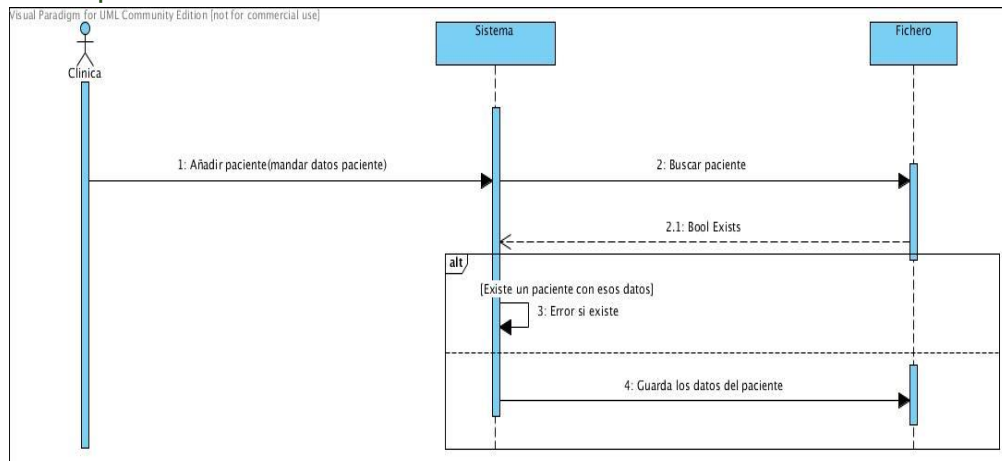 Visual Paradigm for UML Community Edition [not for commercial use]
Sistema
Fichero
Clinica
1: Añadir paciente(mandar datos paciente)
2: Buscar paciente
2.1: Bool Exists
alt
[Existe un paciente con esos datos]
3: Error si existe
4: Guarda los datos del paciente